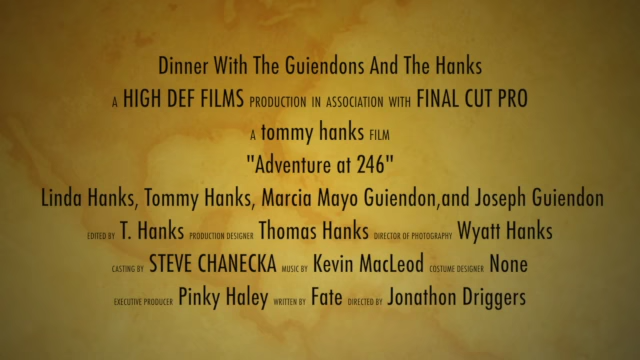 Dinner With The Guiendons And The Hanks
A HIGH DEF FILMS PRODUCTION IN ASSOCIATION WITH FINAL CUT PRO
A tommy hanks FILM
"Adventure at 246"
Linda Hanks, Tommy Hanks, Marcia Mayo Guiendon,and Joseph Guiendon
EDITED BY T. Hanks PRODUCTION DESIGNER Thomas Hanks DIRECTOR OF PHOTOGRAPHY Wyatt Hanks
CASTING BY STEVE CHANECKA MUSIC BY Kevin MacLeod COSTUME DESIGNER None
EXECUTIVE PRODUCER Pinky Haley WRITTEN BY Fate DIRECTED BY Jonathon Driggers